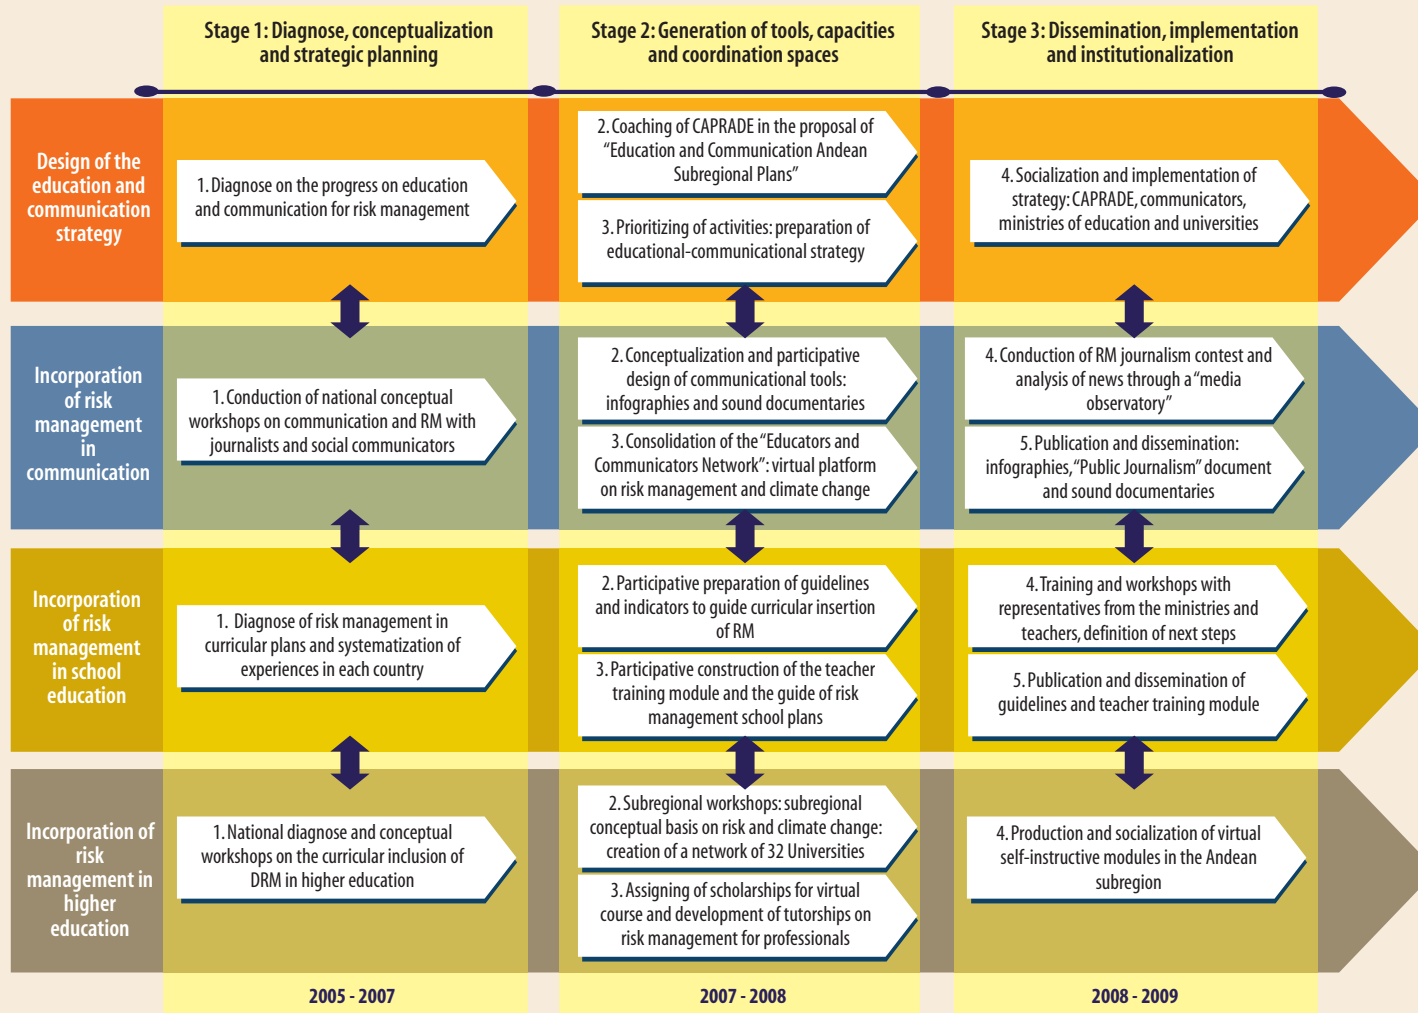 Stage 1: Diagnose, conceptualization
and strategic planning
Stage 2: Generation of tools, capacities
and coordination spaces
Stage 3: Dissemination, implementation
and institutionalization
Design of the
education and
communication
strategy
1. Diagnose on the progress on education
and communication for risk management
2. Coaching of CAPRADE in the proposal of
“Education and Communication Andean
Subregional Plans”
3. Prioritizing of activities: preparation of
educational-communicational strategy
4. Socialization and implementation of
strategy: CAPRADE, communicators,
ministries of education and universities
Incorporation
of risk
management
in
communication
1. Conduction of national conceptual
workshops on communication and RM with
journalists and social communicators
2. Conceptualization and participative
design of communicational tools:
infographies and sound documentaries
3. Consolidation of the “Educators and
Communicators Network”: virtual platform
on risk management and climate change
4. Conduction of RM journalism contest and
analysis of news through a “media
observatory”
5. Publication and dissemination:
infographies, “Public Journalism” document
and sound documentaries
Incorporation
of risk
management
in school
education
1. Diagnose of risk management in
curricular plans and systematization of
experiences in each country
2. Participative preparation of guidelines
and indicators to guide curricular insertion
of RM
3. Participative construction of the teacher
training module and the guide of risk
management school plans
4. Training and workshops with
representatives from the ministries and
teachers, definition of next steps
5. Publication and dissemination of
guidelines and teacher training module
Incorporation of
risk
management in
higher
education
1. National diagnose and conceptual
workshops on the curricular inclusion of
DRM in higher education
2. Subregional workshops: subregional
conceptual basis on risk and climate change:
creation of a network of 32 Universities
3. Assigning of scholarships for virtual
course and development of tutorships on
risk management for professionals
4. Production and socialization of virtual
self-instructive modules in the Andean
subregion
2005 - 2007
2007 - 2008
2008 - 2009